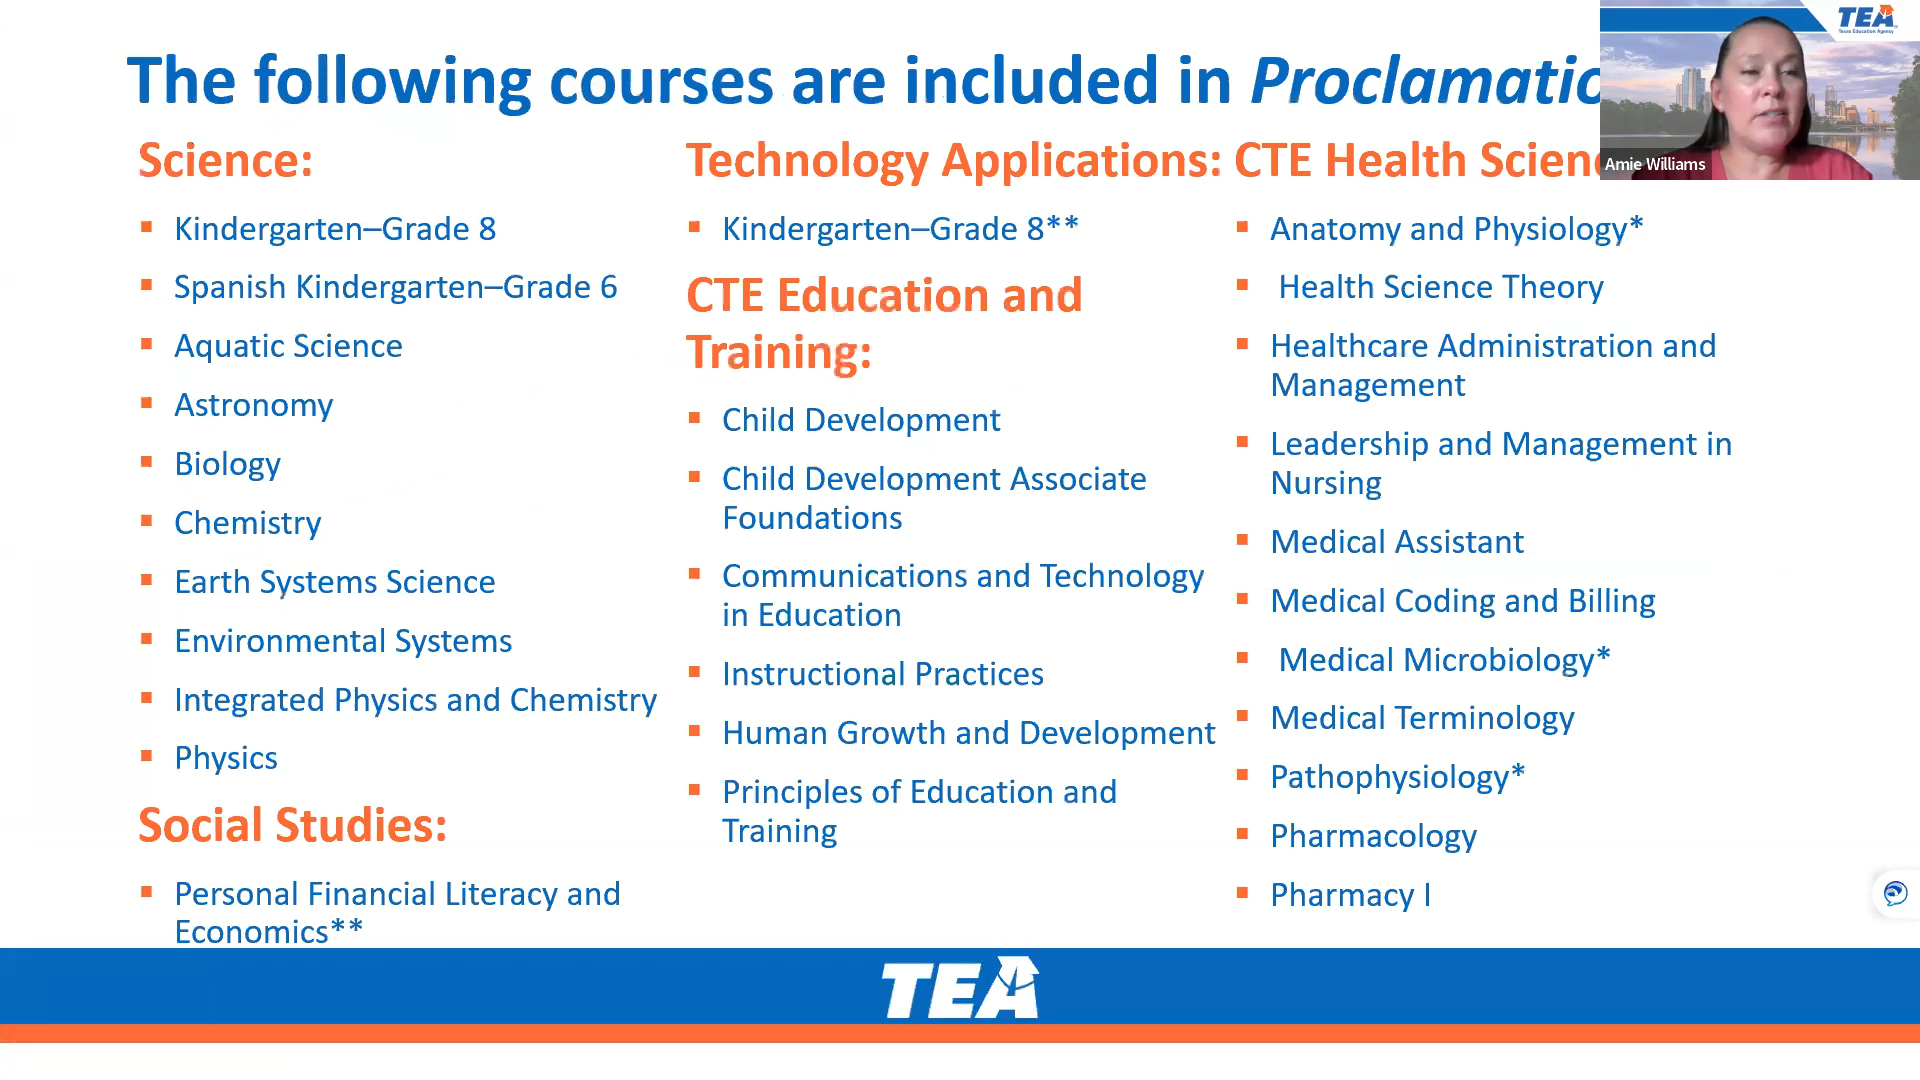 The following courses are included in Proclamatio
Science:
Kindergarten–Grade 8
Spanish Kindergarten–Grade 6
Aquatic Science
Astronomy
Biology
Chemistry
Earth Systems Science
Environmental Systems
Integrated Physics and Chemistry
Physics
Social Studies:
Personal Financial Literacy and
Economics**
Technology Applications:
Kindergarten–Grade 8**
CTE Education and
Training:
Child Development
Child Development Associate
Foundations
Communications and Technology
in Education
Instructional Practices
Human Growth and Development
Principles of Education and
Training
CTE Health Scien
Anatomy and Physiology*
Health Science Theory
Healthcare Administration and
Management
Leadership and Management in
Nursing
Medical Assistant
Medical Coding and Billing
Medical Microbiology*
Medical Terminology
Pathophysiology*
Pharmacology
Pharmacy I
TEA
Texas Education Agency
Amie Williams
TEA